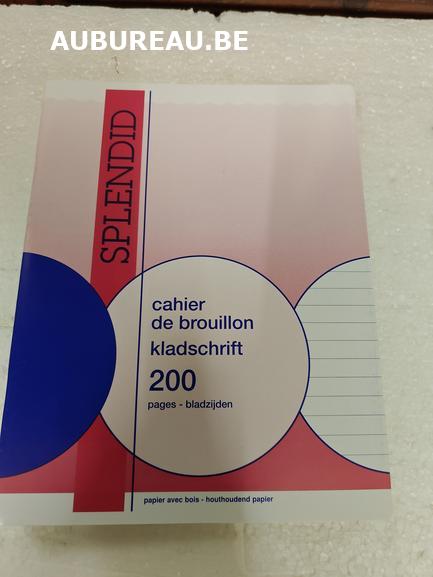 AUBUREAU.BE
SPLENDID
cahier
de brouillon
kladschrift
200
pages - bladzijden
papier avec bois - houthoudend papier